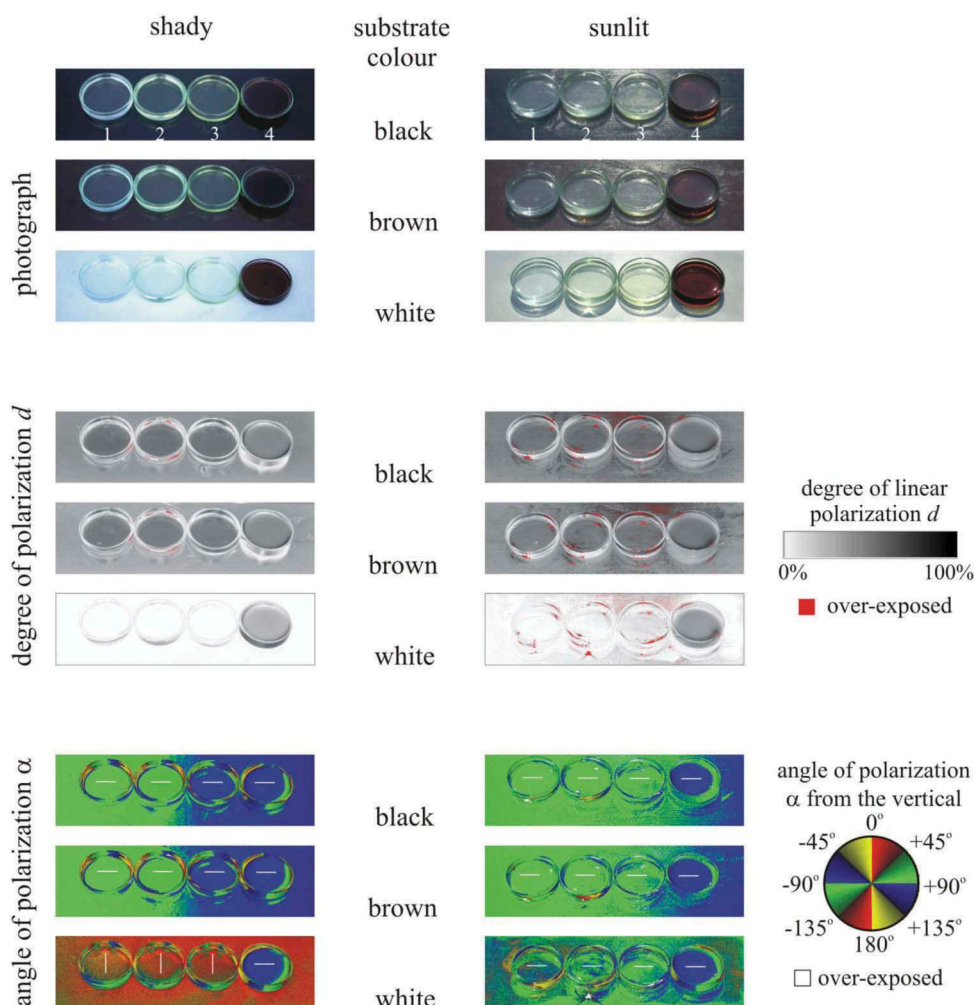 shady
substrate
colour
sunlit
photograph
1 2 3 4
black
1 2 3 4
brown
white
degree of polarization d
black
brown
white
degree of linear
polarization d
0% 100%
over-exposed
angle of polarization α
black
brown
white
angle of polarization
α from the vertical
0°
-45° +45°
-90° +90°
-135° +135°
180°
over-exposed